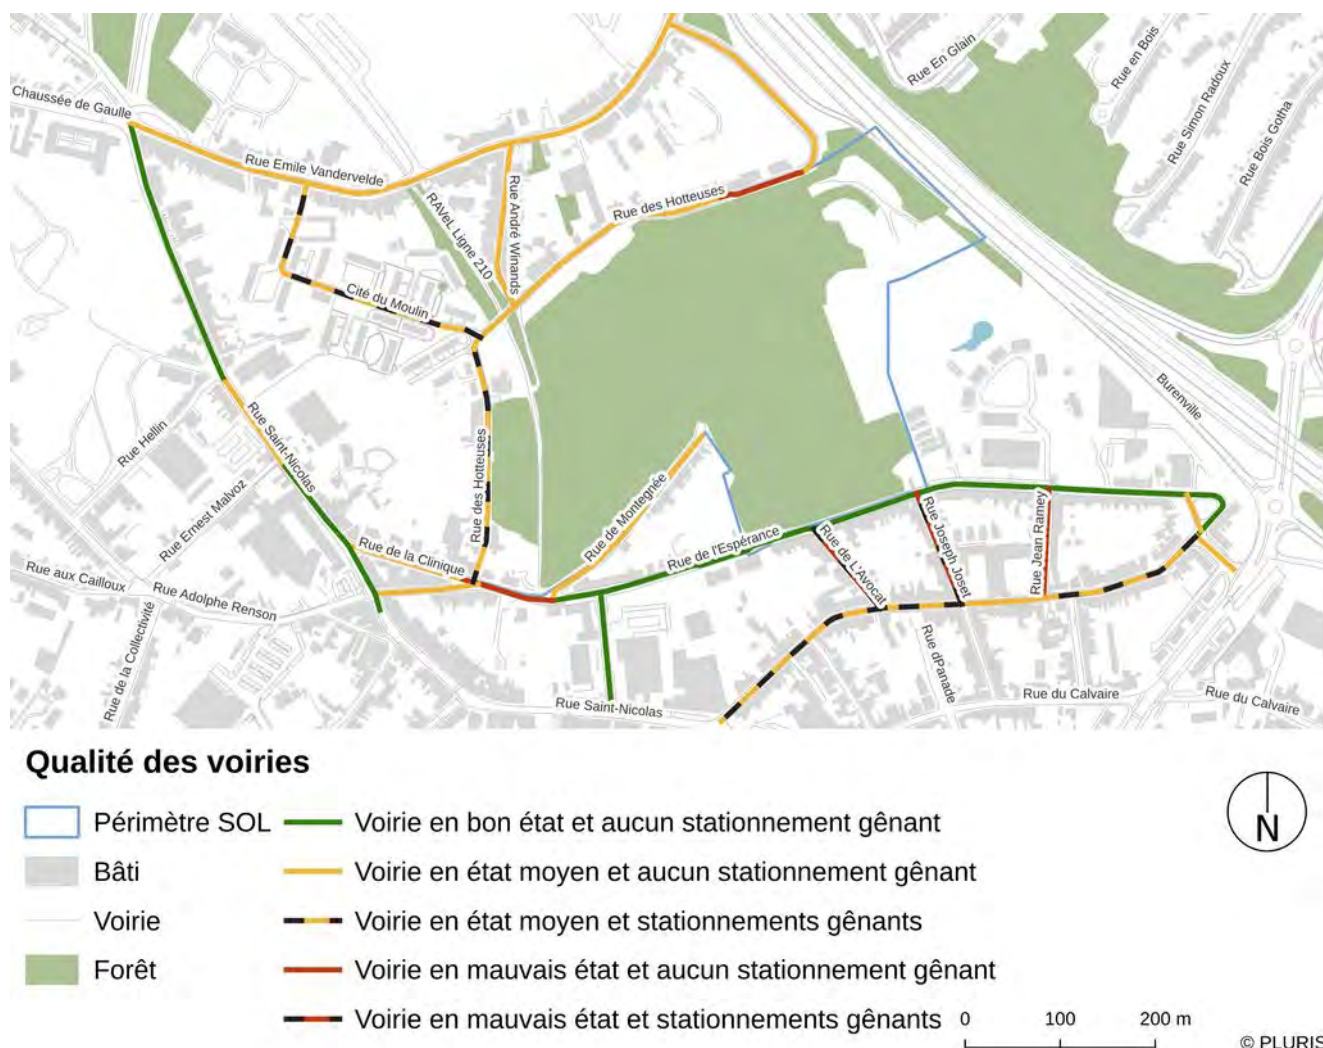 Chaussée de Gaulle
Rue En Glain
Rue en Bois
Rue Simon Radoux
Rue Bois Gotha
Rue Emile Vandervelde
RAVeL Ligne 210
Rue André Winands
Rue des Hotteuses
Cité du Moulin
Burenville
Rue Hellin
Rue Saint-Nicolas
Rue Ernest Malvoz
Rue des Hotteuses
Rue de Montegnée
Rue de l'Espérance
Rue de L'Avocat
Rue Joseph Joset
Rue Jean Ramey
Rue de la Clinique
Rue aux Cailloux
Rue Adolphe Renson
Rue de la Collectivité
Rue Saint-Nicolas
Rue dPanade
Rue du Calvaire
Rue du Calvaire
Qualité des voiries
Périmètre SOL
Bâti
Voirie
Forêt
Voirie en bon état et aucun stationnement gênant
Voirie en état moyen et aucun stationnement gênant
Voirie en état moyen et stationnements gênants
Voirie en mauvais état et aucun stationnement gênant
Voirie en mauvais état et stationnements gênants
N
0 100 200 m
© PLURIS